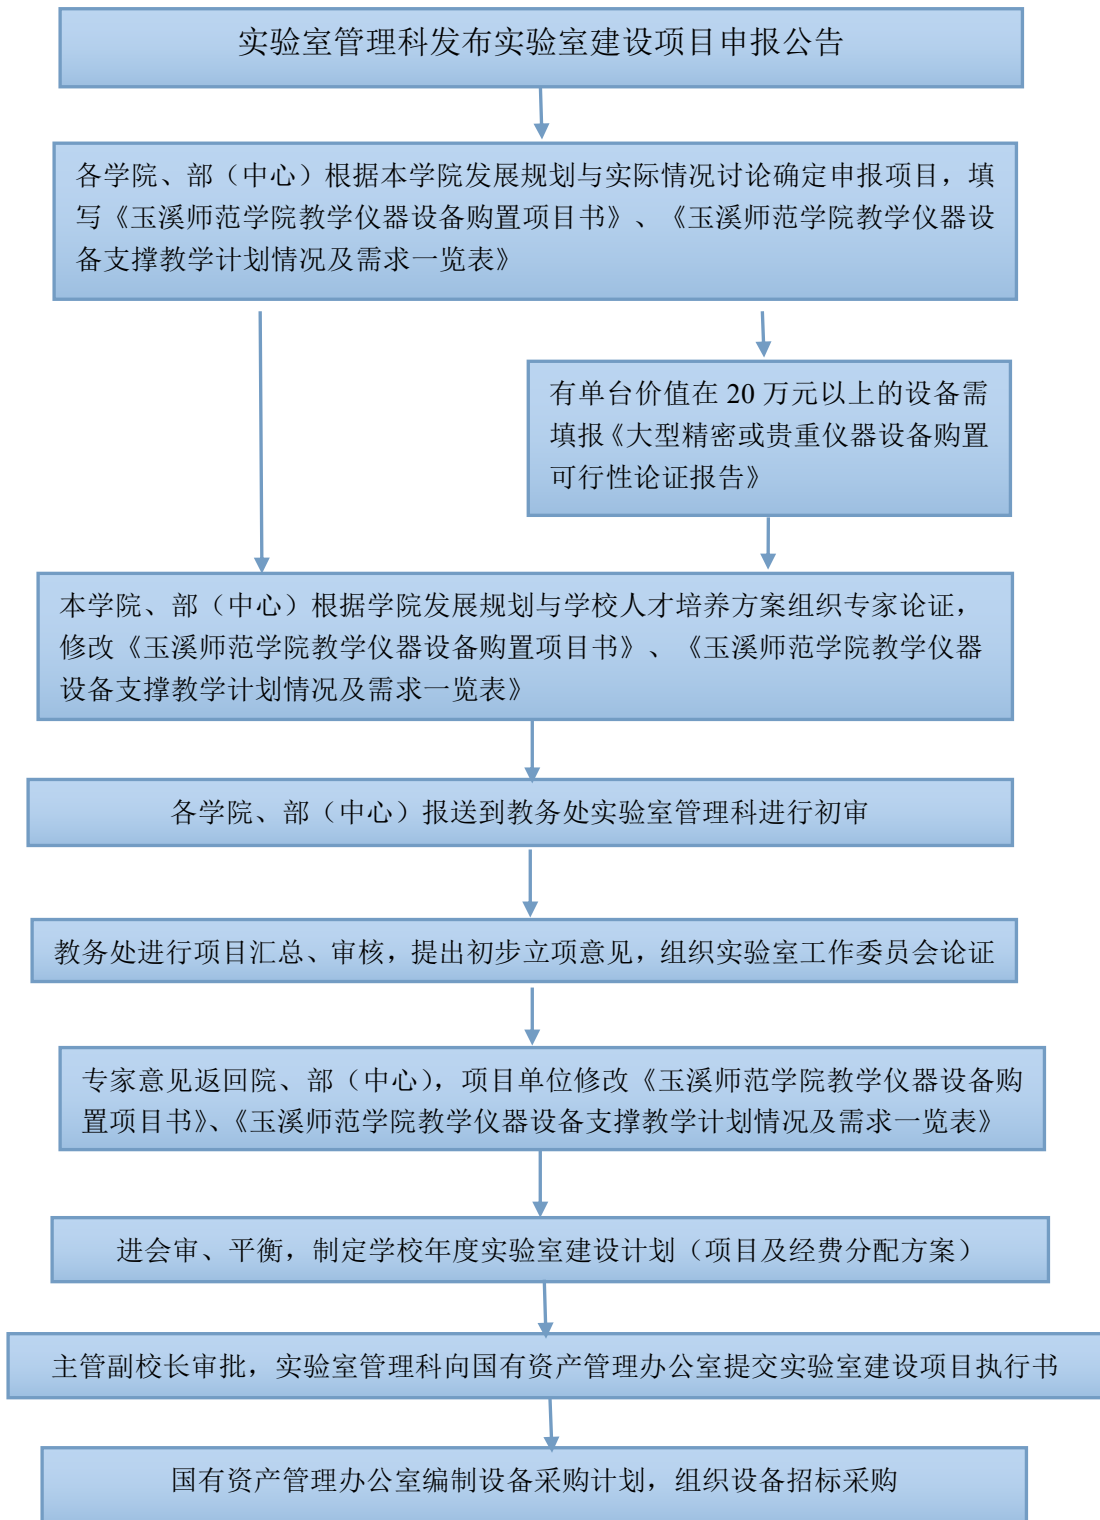 实验室管理科发布实验室建设项目申报公告
各学院、部（中心）根据本学院发展规划与实际情况讨论确定申报项目，填
写《玉溪师范学院教学仪器设备购置项目书》、《玉溪师范学院教学仪器设
备支撑教学计划情况及需求一览表》
有单台价值在 20 万元以上的设备需
填报《大型精密或贵重仪器设备购置
可行性论证报告》
本学院、部（中心）根据学院发展规划与学校人才培养方案组织专家论证，
修改《玉溪师范学院教学仪器设备购置项目书》、《玉溪师范学院教学仪器
设备支撑教学计划情况及需求一览表》
各学院、部（中心）报送到教务处实验室管理科进行初审
教务处进行项目汇总、审核，提出初步立项意见，组织实验室工作委员会论证
专家意见返回院、部（中心），项目单位修改《玉溪师范学院教学仪器设备购
置项目书》、《玉溪师范学院教学仪器设备支撑教学计划情况及需求一览表》
进会审、平衡，制定学校年度实验室建设计划（项目及经费分配方案）
主管副校长审批，实验室管理科向国有资产管理办公室提交实验室建设项目执行书
国有资产管理办公室编制设备采购计划，组织设备招标采购